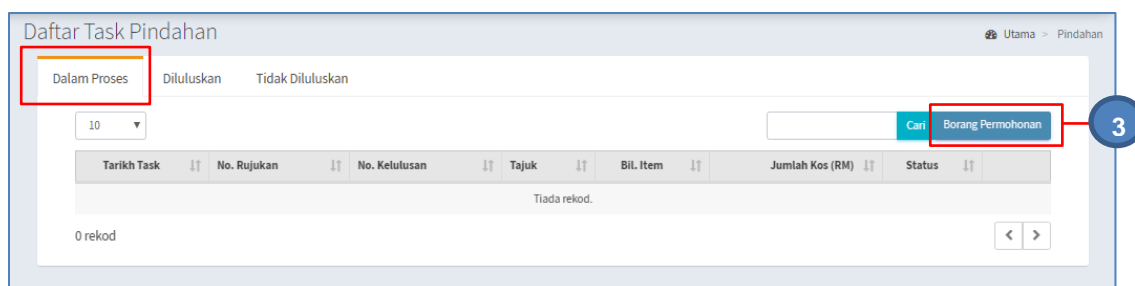 Daftar Task Pindahan
Utama > Pindahan
Dalam Proses Diluluskan Tidak Diluluskan
10 Cari Borang Permohonan 3
Tarikh Task No. Rujukan No. Kelulusan Tajuk Bil. Item Jumlah Kos (RM) Status
Tiada rekod.
0 rekod < >